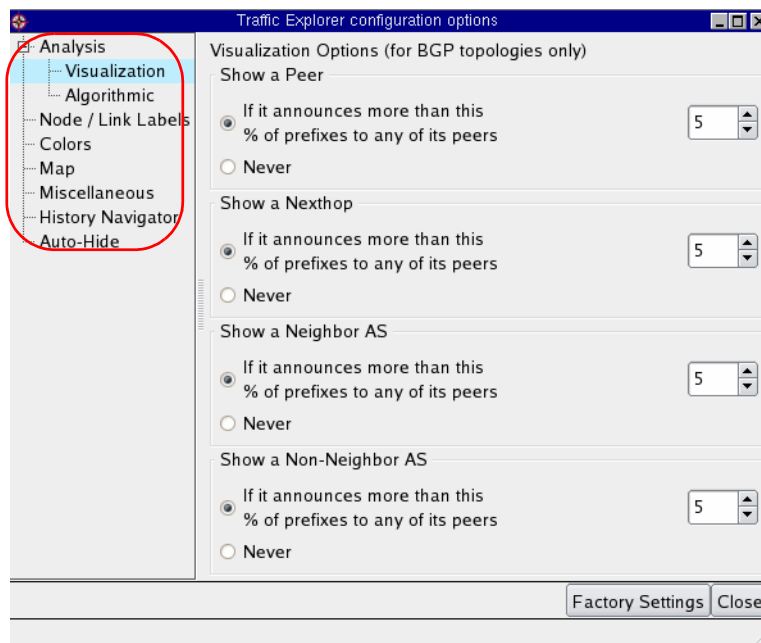 Traffic Explorer configuration options
Analysis
Visualization
Algorithmic
Node / Link Labels
Colors
Map
Miscellaneous
History Navigator
Auto-Hide
Visualization Options (for BGP topologies only)
Show a Peer
If it announces more than this
% of prefixes to any of its peers
5
Never
Show a Nexthop
If it announces more than this
% of prefixes to any of its peers
5
Never
Show a Neighbor AS
If it announces more than this
% of prefixes to any of its peers
5
Never
Show a Non-Neighbor AS
If it announces more than this
% of prefixes to any of its peers
5
Never
Factory Settings
Close